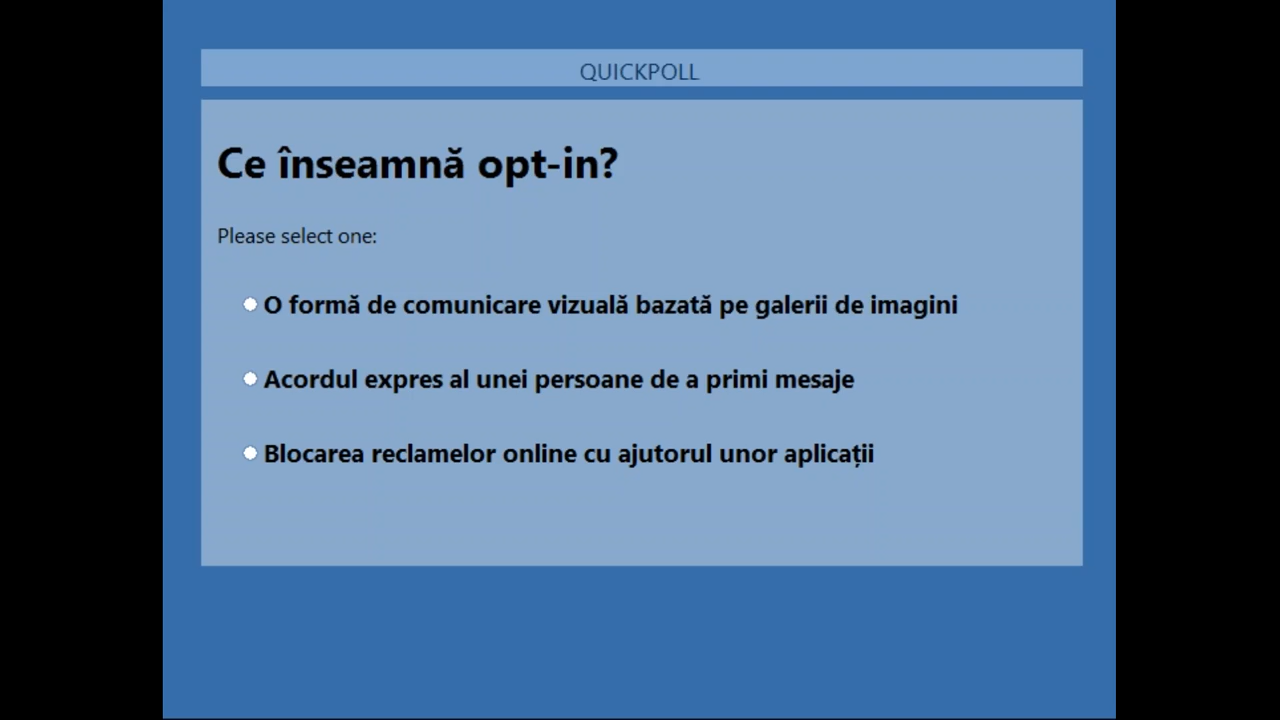 QUICKPOLL
Ce înseamnă opt-in?
Please select one:
O formă de comunicare vizuală bazată pe galerii de imagini
Acordul expres al unei persoane de a primi mesaje
Blocarea reclamelor online cu ajutorul unor aplicații